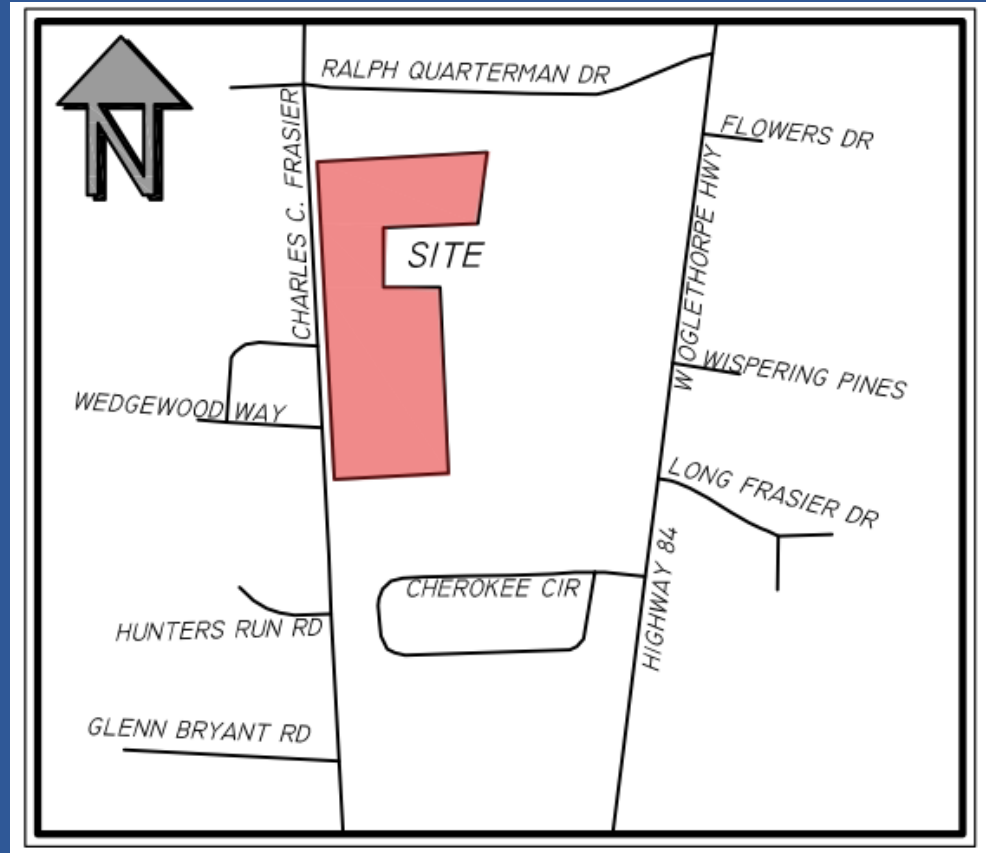 N
RALPH QUARTERMAN DR
FLOWERS DR
CHARLES C. FRASIER
W OGLETHORPE HWY
SITE
WISPERING PINES
WEDGEWOOD WAY
LONG FRASIER DR
HIGHWAY 84
CHEROKEE CIR
HUNTERS RUN RD
GLENN BRYANT RD